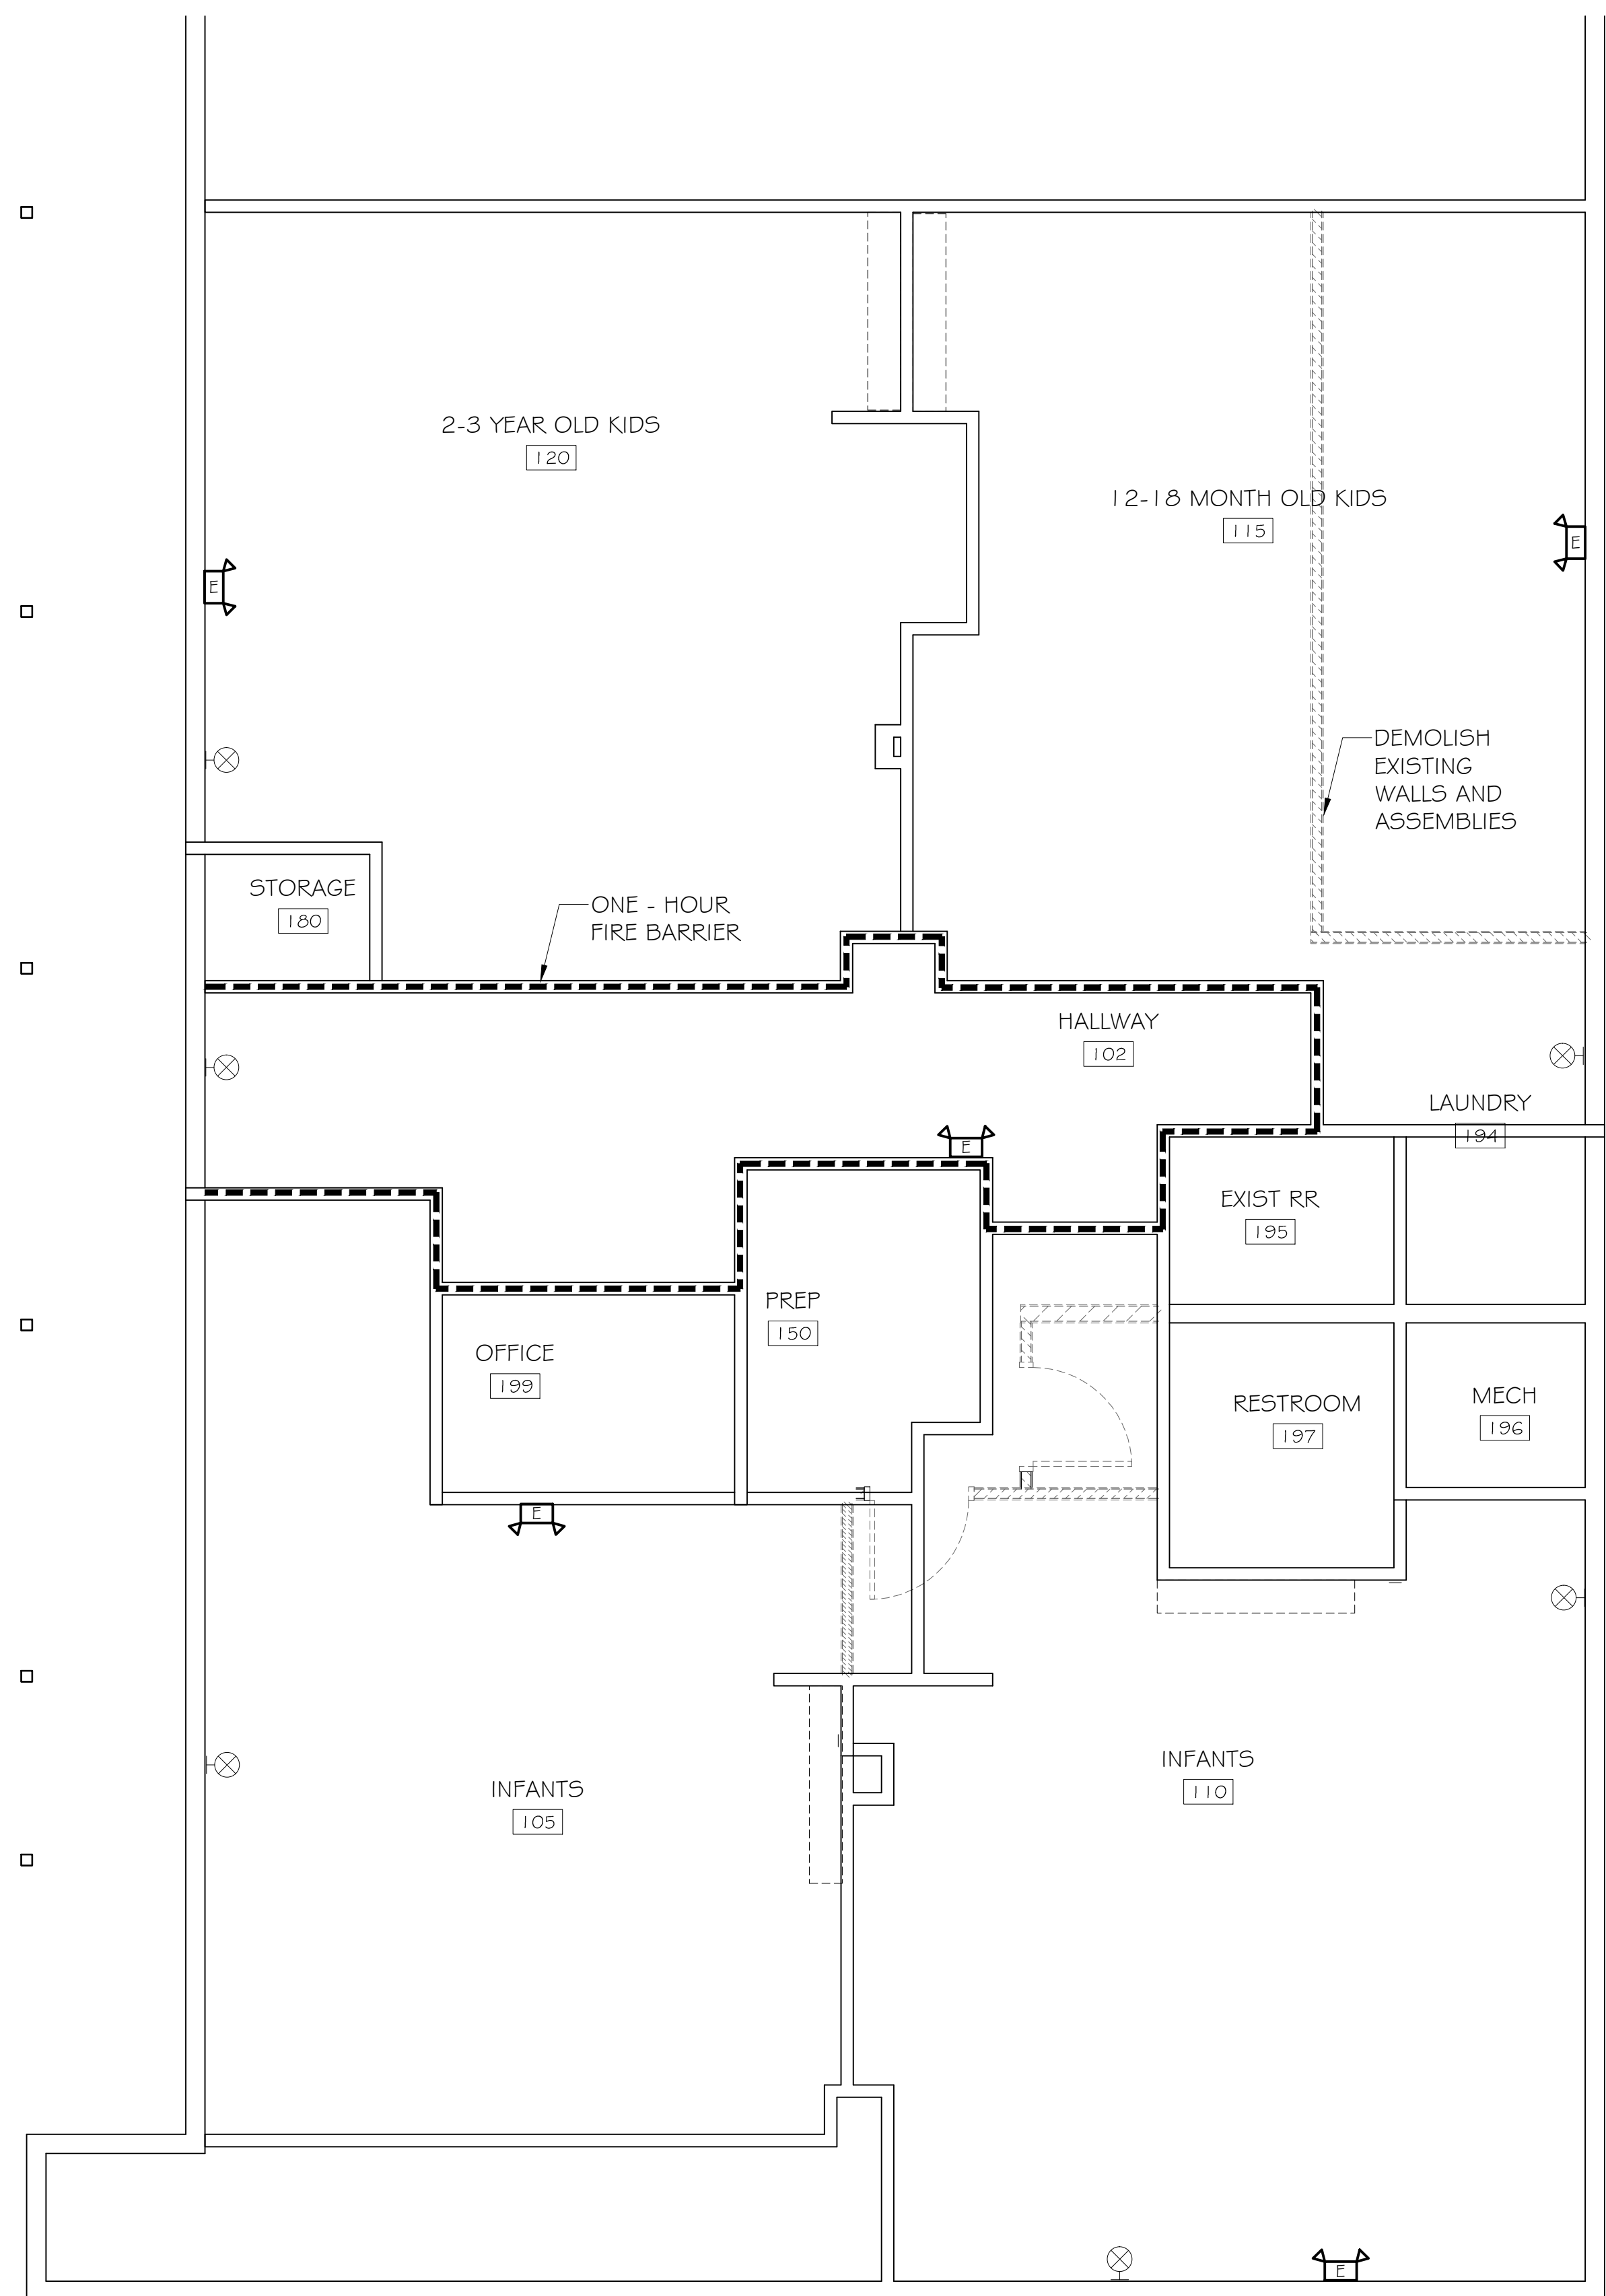 2-3 YEAR OLD KIDS
120
12-18 MONTH OLD KIDS
115
E
E
DEMOLISH
EXISTING
WALLS AND
ASSEMBLIES
STORAGE
180
ONE - HOUR
FIRE BARRIER
HALLWAY
102
LAUNDRY
194
E
EXIST RR
195
PREP
150
OFFICE
199
RESTROOM
197
MECH
196
E
INFANTS
105
INFANTS
110
E